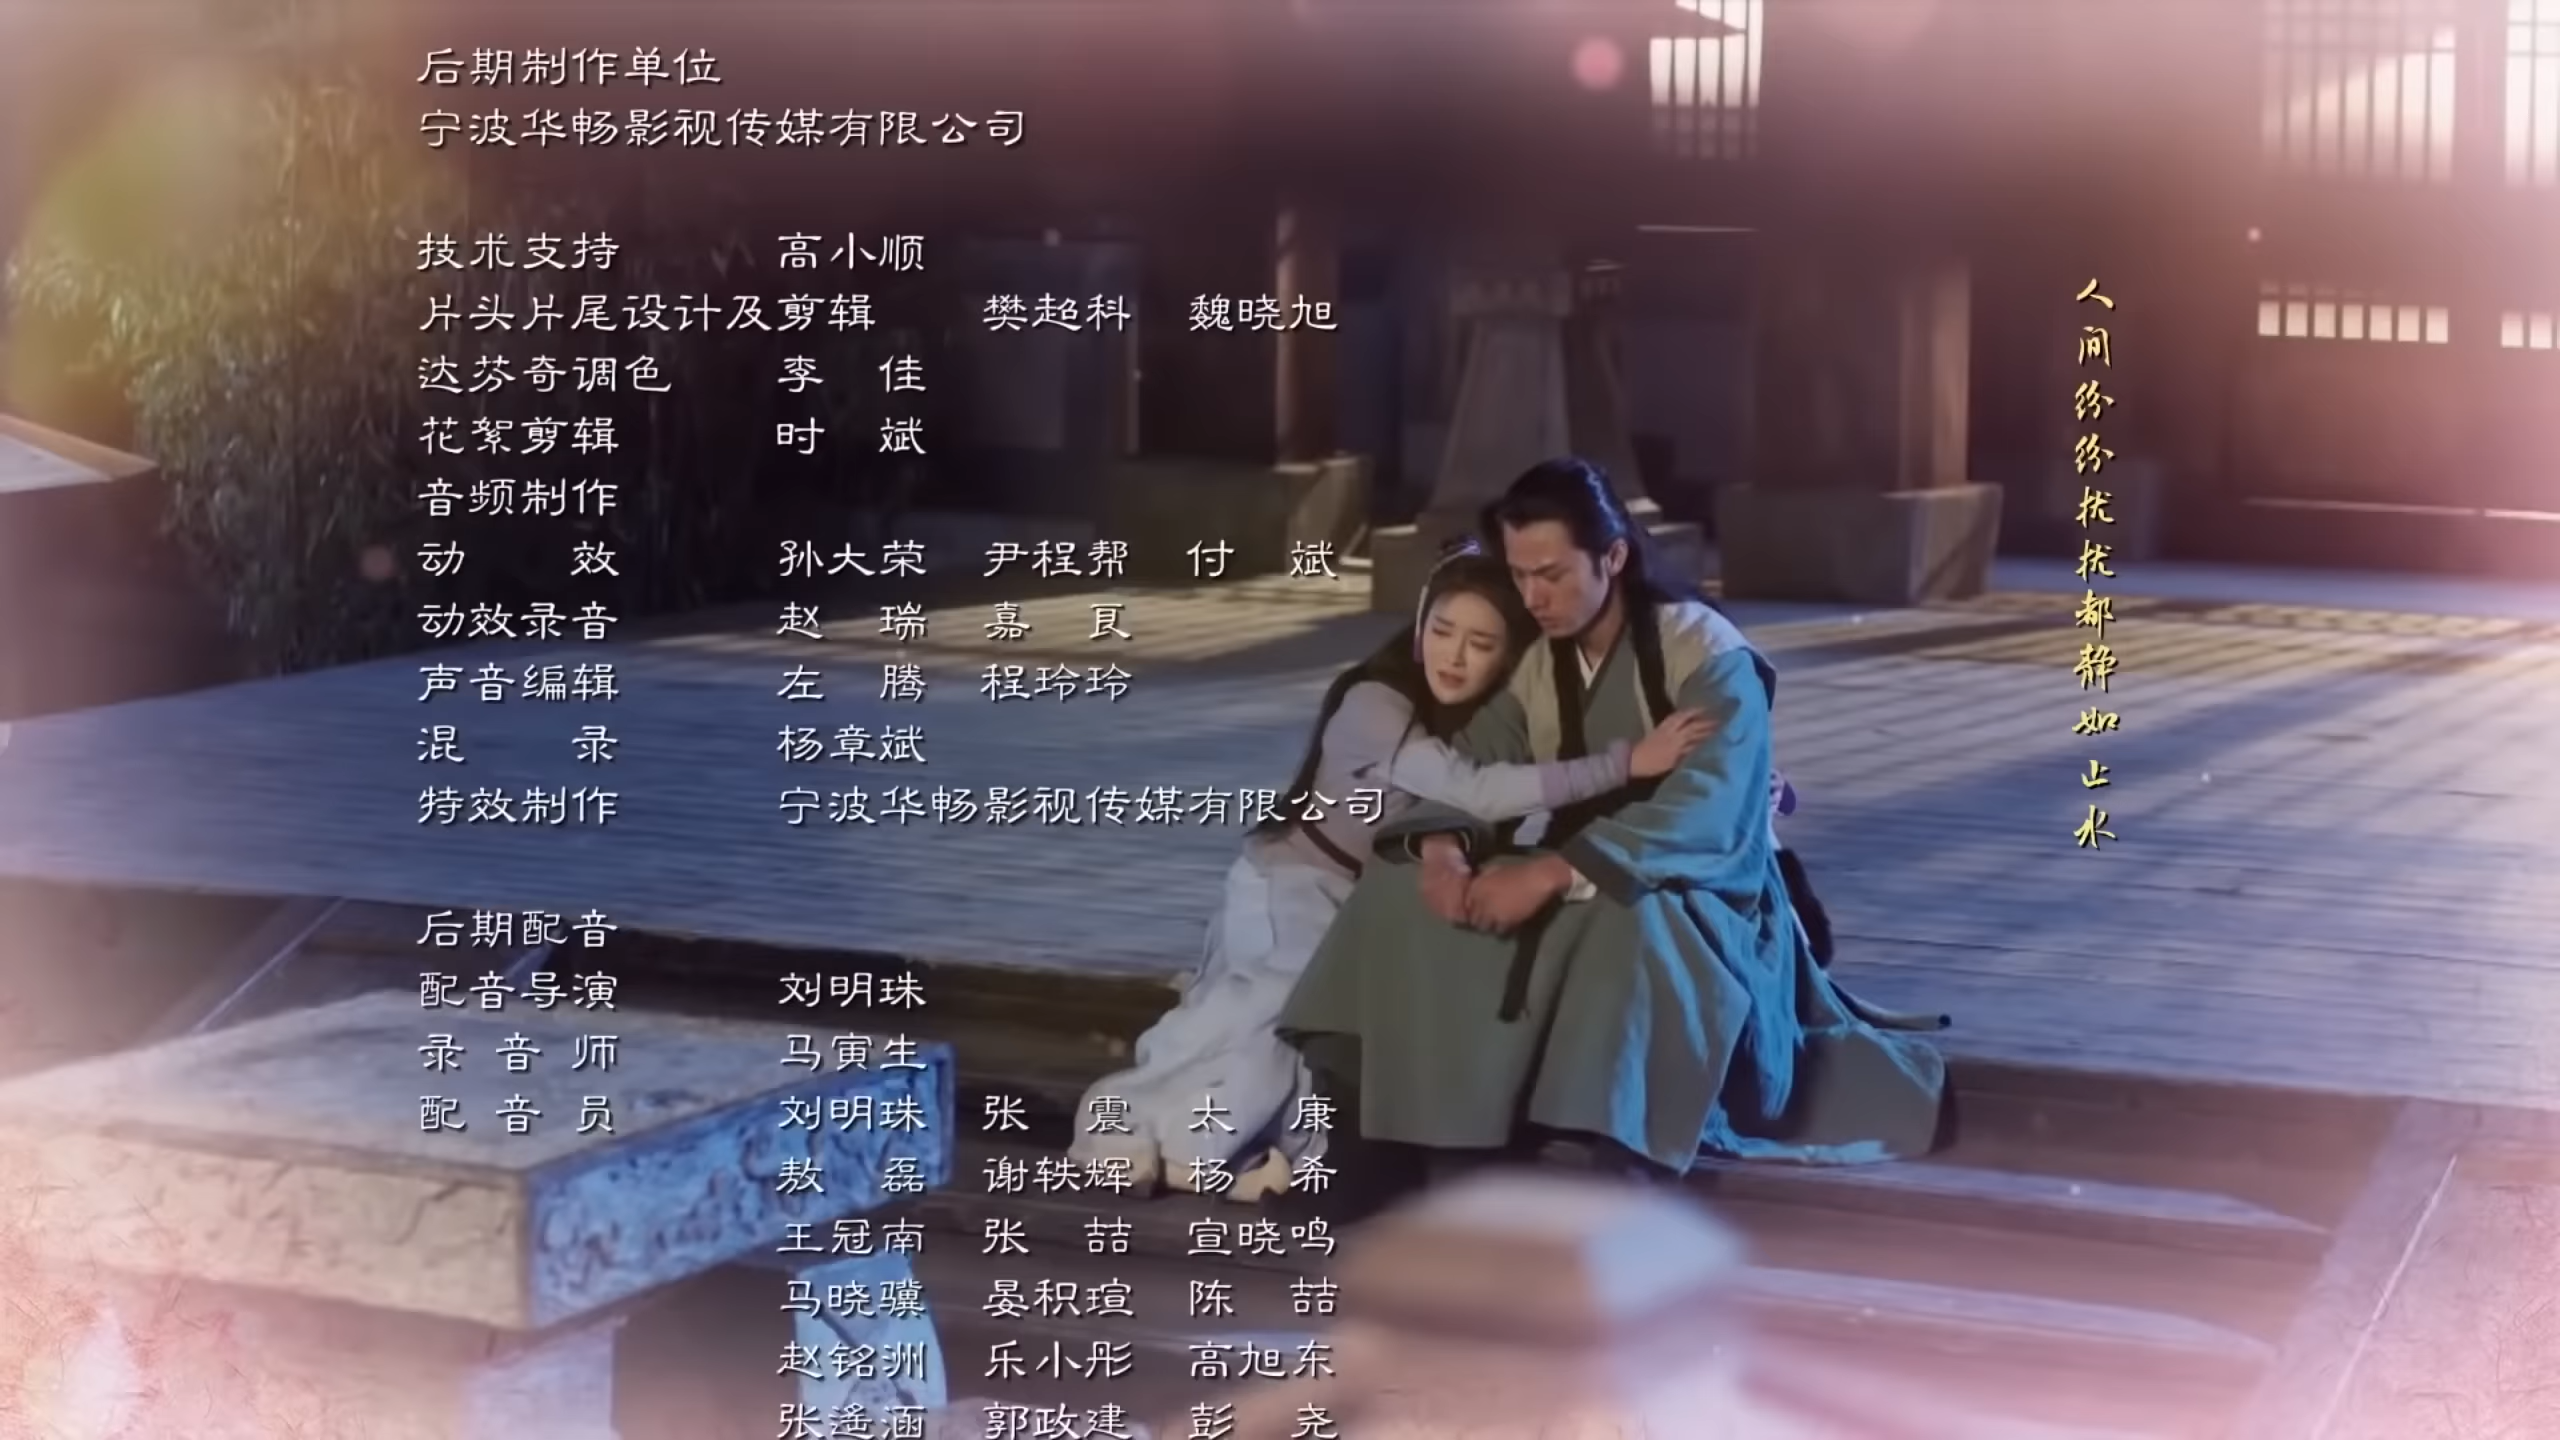 后期制作单位
宁波华畅影视传媒有限公司
技术支持 高小顺
片头片尾设计及剪辑 樊超科 魏晓旭
达芬奇调色 李 佳
花絮剪辑 时 斌
音频制作
动 效 孙大荣 尹程帮 付 斌
动效录音 赵 瑞 嘉 艮
声音编辑 左 腾 程玲玲
混 录 杨章斌
特效制作 宁波华畅影视传媒有限公司
后期配音
配音导演 刘明珠
录 音 师 马寅生
配 音 员 刘明珠 张 震 太 康
敖 磊 谢轶辉 杨 希
王冠南 张 喆 宣晓鸣
马晓骥 晏积瑄 陈 喆
赵铭洲 乐小彤 高旭东
张遥涵 郭政建 彭 尧
人间纷纷扰扰都静如止水